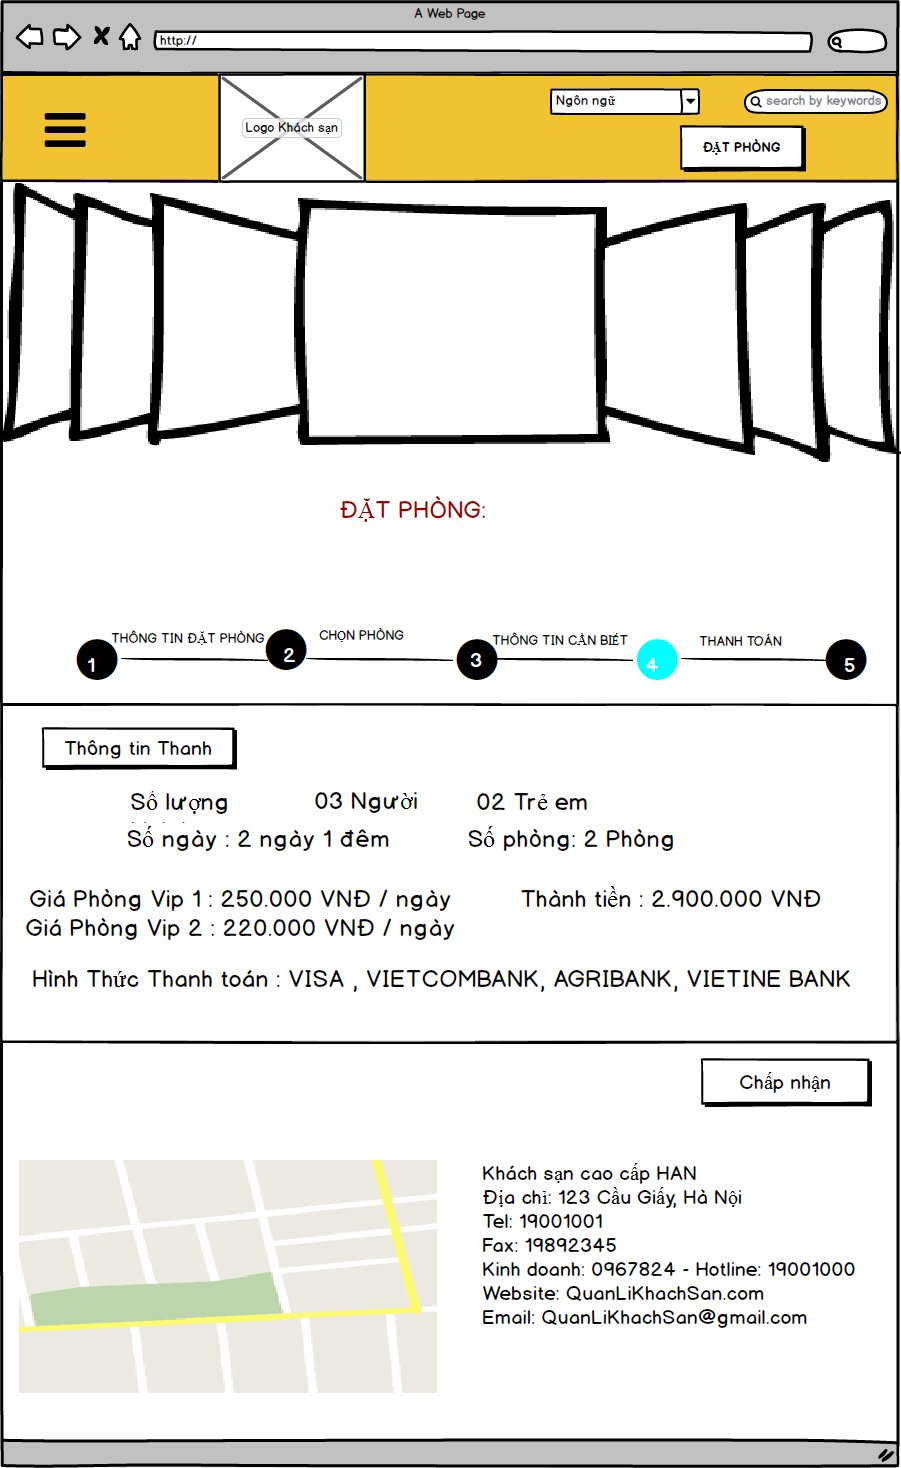 A Web Page
http://
Logo Khách sạn
Ngôn ngữ
search by keywords
ĐẶT PHÒNG
ĐẶT PHÒNG:
THÔNG TIN ĐẶT PHÒNG
CHỌN PHÒNG
THÔNG TIN CẦN BIẾT
THANH TOÁN
1
2
3
4
5
Thông tin Thanh
Số lượng
03 Người
02 Trẻ em
Số ngày : 2 ngày 1 đêm
Số phòng: 2 Phòng
Giá Phòng Vip 1 : 250.000 VNĐ / ngày
Thành tiền : 2.900.000 VNĐ
Giá Phòng Vip 2 : 220.000 VNĐ / ngày
Hình Thức Thanh toán : VISA , VIETCOMBANK, AGRIBANK, VIETINE BANK
Chấp nhận
Khách sạn cao cấp HAN
Địa chỉ: 123 Cầu Giấy, Hà Nội
Tel: 19001001
Fax: 19892345
Kinh doanh: 0967824 - Hotline: 19001000
Website: QuanLiKhachSan.com
Email: QuanLiKhachSan@gmail.com